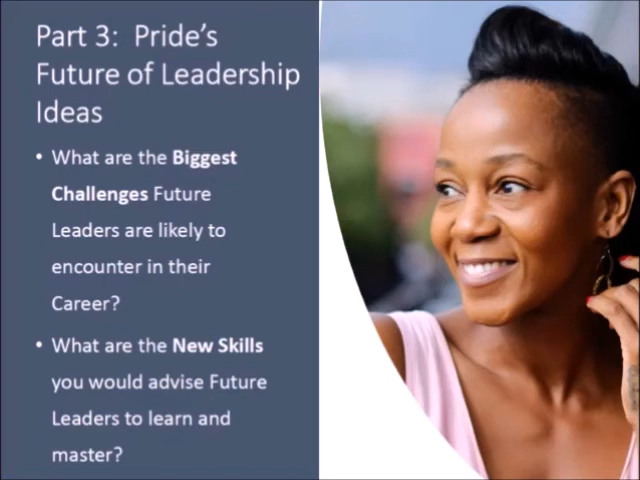 Part 3: Pride's
Future of Leadership
Ideas
• What are the Biggest
Challenges Future
Leaders are likely to
encounter in their
Career?
• What are the New Skills
you would advise Future
Leaders to learn and
master?